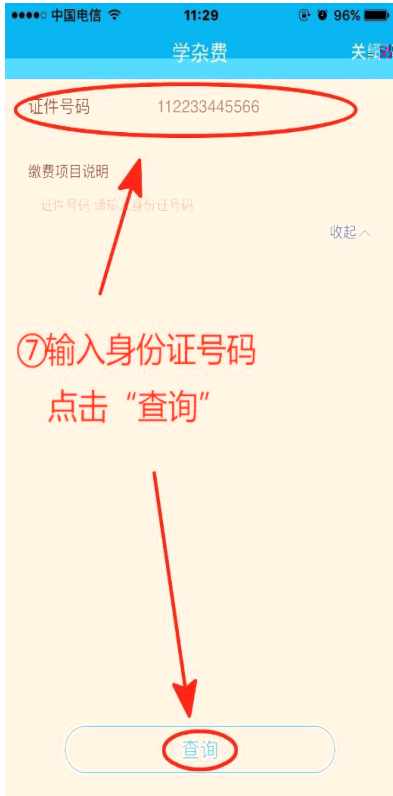 中国电信 11:29 96%
学杂费
证件号码 112233445566
缴费项目说明
证件号码:请输入身份证号码
收起
⑦输入身份证号码
点击“查询”
查询